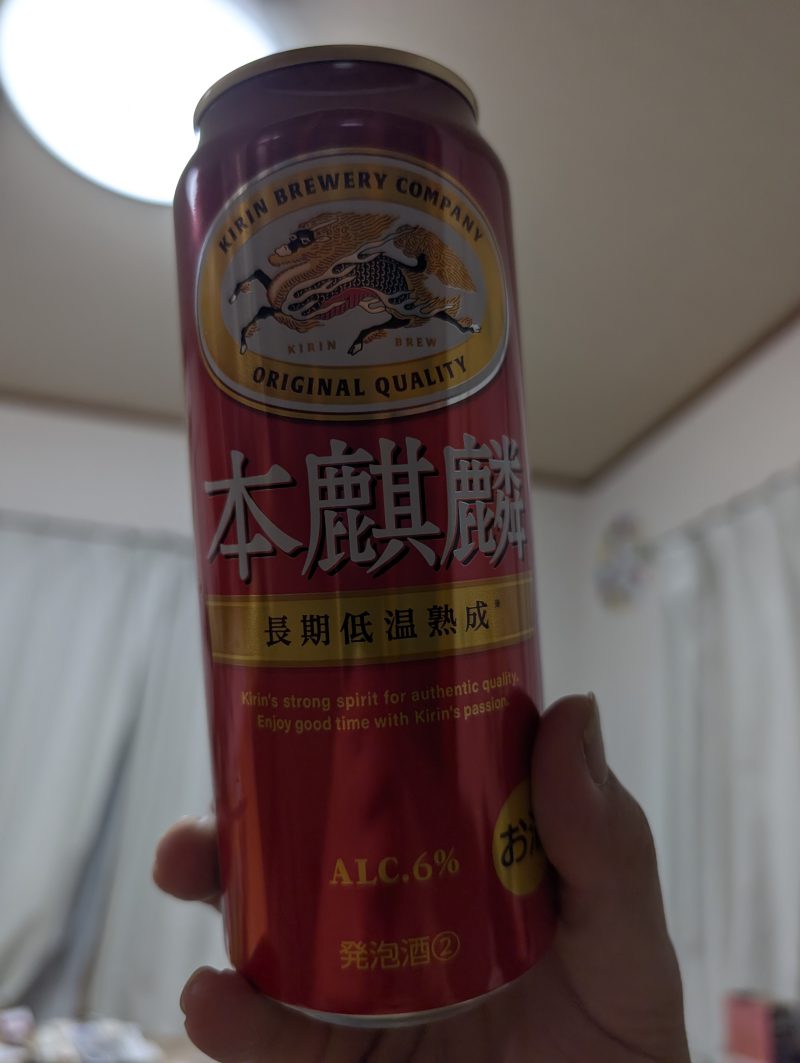 KIRIN BREWERY COMPANY
KIRIN BREW
ORIGINAL QUALITY
本麒麟
長期低温熟成※
Kirin's strong spirit for authentic quality.
Enjoy good time with Kirin's passion.
お
ALC.6%
発泡酒②